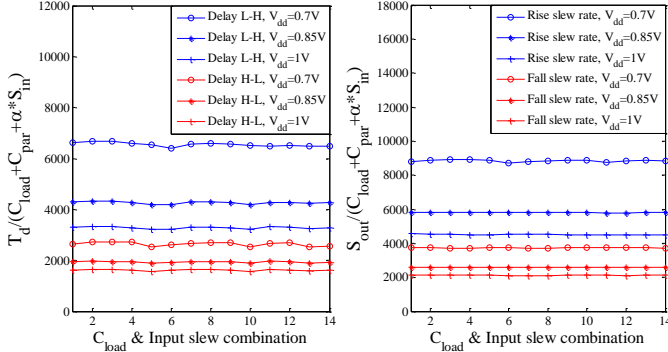 12000
10000
8000
6000
4000
2000
0
2 4 6 8 10 12 14
T_d/(C_load+C_par+α*S_in)
C_load & Input slew combination
Delay L-H, V_dd=0.7V
Delay L-H, V_dd=0.85V
Delay L-H, V_dd=1V
Delay H-L, V_dd=0.7V
Delay H-L, V_dd=0.85V
Delay H-L, V_dd=1V
18000
16000
14000
12000
10000
8000
6000
4000
2000
0
2 4 6 8 10 12 14
S_out/(C_load+C_par+α*S_in)
C_load & Input slew combination
Rise slew rate, V_dd=0.7V
Rise slew rate, V_dd=0.85V
Rise slew rate, V_dd=1V
Fall slew rate, V_dd=0.7V
Fall slew rate, V_dd=0.85V
Fall slew rate, V_dd=1V